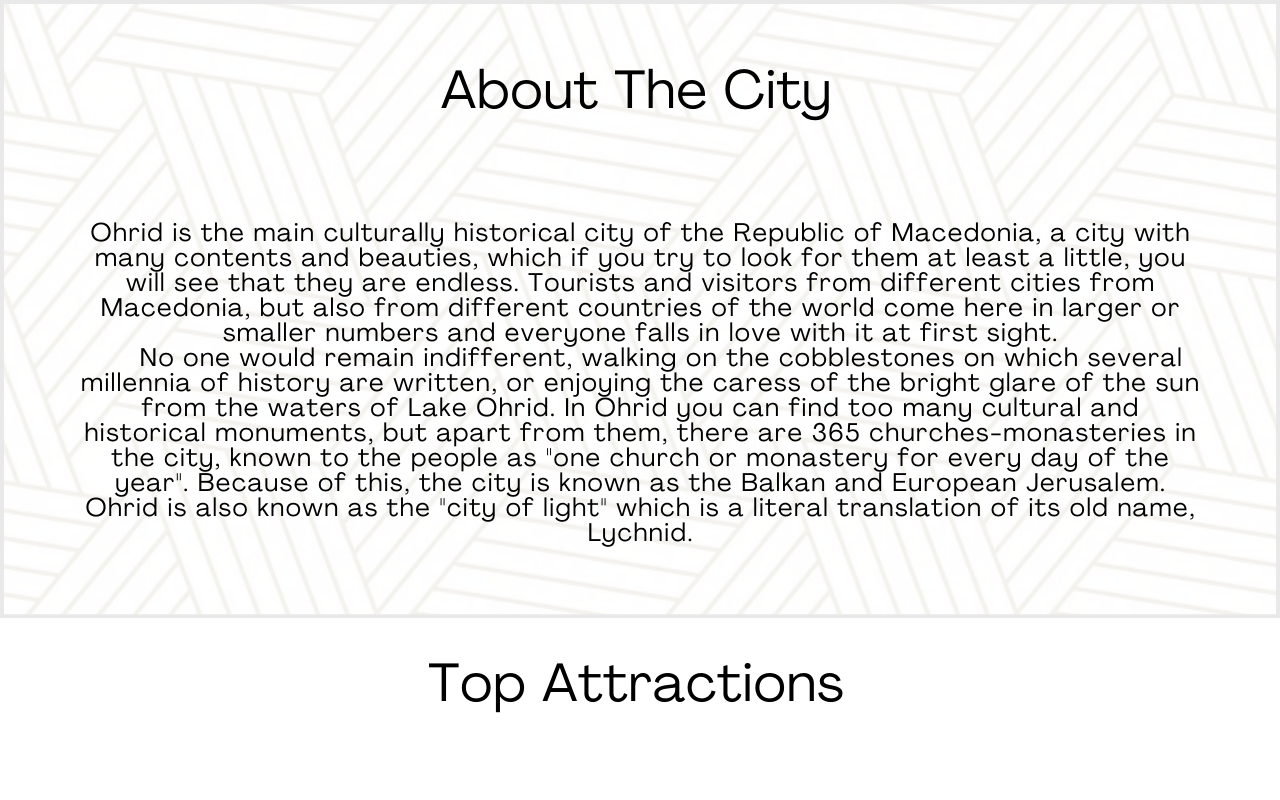 About The City
Ohrid is the main culturally historical city of the Republic of Macedonia, a city with
many contents and beauties, which if you try to look for them at least a little, you
will see that they are endless. Tourists and visitors from different cities from
Macedonia, but also from different countries of the world come here in larger or
smaller numbers and everyone falls in love with it at first sight.
No one would remain indifferent, walking on the cobblestones on which several
millennia of history are written, or enjoying the caress of the bright glare of the sun
from the waters of Lake Ohrid. In Ohrid you can find too many cultural and
historical monuments, but apart from them, there are 365 churches-monasteries in
the city, known to the people as "one church or monastery for every day of the
year". Because of this, the city is known as the Balkan and European Jerusalem.
Ohrid is also known as the "city of light" which is a literal translation of its old name,
Lychnid.
Top Attractions